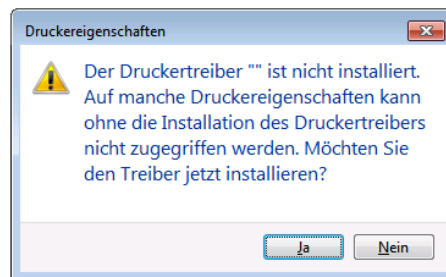 Druckereigenschaften
Der Druckertreiber "" ist nicht installiert.
Auf manche Druckereigenschaften kann
ohne die Installation des Druckertreibers
nicht zugegriffen werden. Möchten Sie
den Treiber jetzt installieren?
Ja
Nein